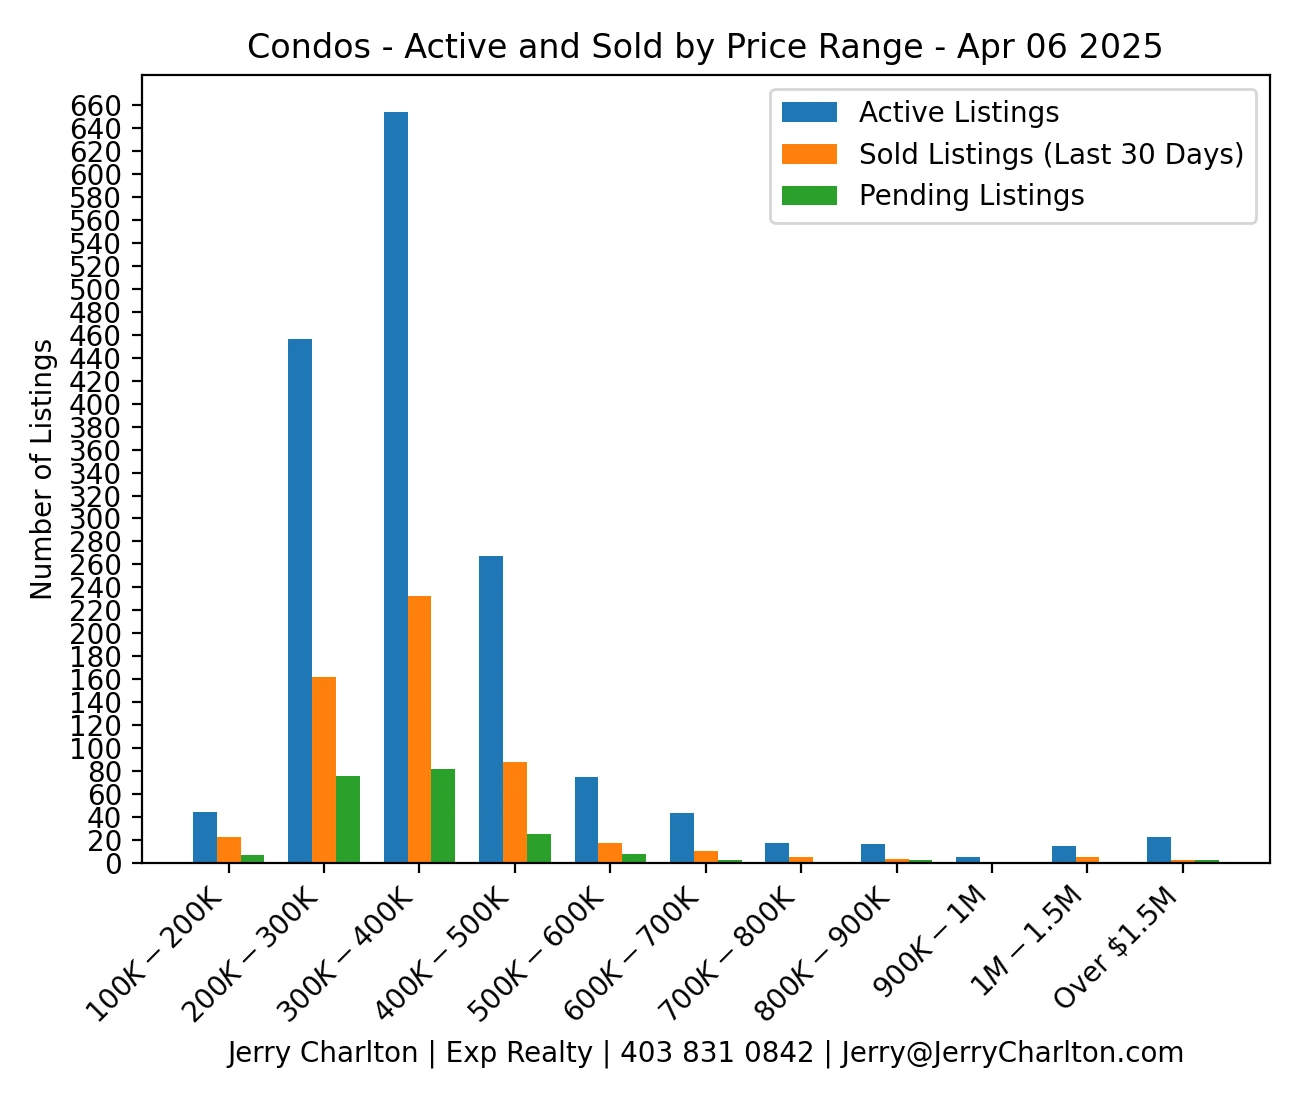 Condos - Active and Sold by Price Range - Apr 06 2025
Active Listings
Sold Listings (Last 30 Days)
Pending Listings
Number of Listings
660
640
620
600
580
560
540
520
500
480
460
440
420
400
380
360
340
320
300
280
260
240
220
200
180
160
140
120
100
80
60
40
20
0
100K − 200K
200K − 300K
300K − 400K
400K − 500K
500K − 600K
600K − 700K
700K − 800K
800K − 900K
900K − 1M
1M − 1.5M
Over $1.5M
Jerry Charlton | Exp Realty | 403 831 0842 | Jerry@JerryCharlton.com